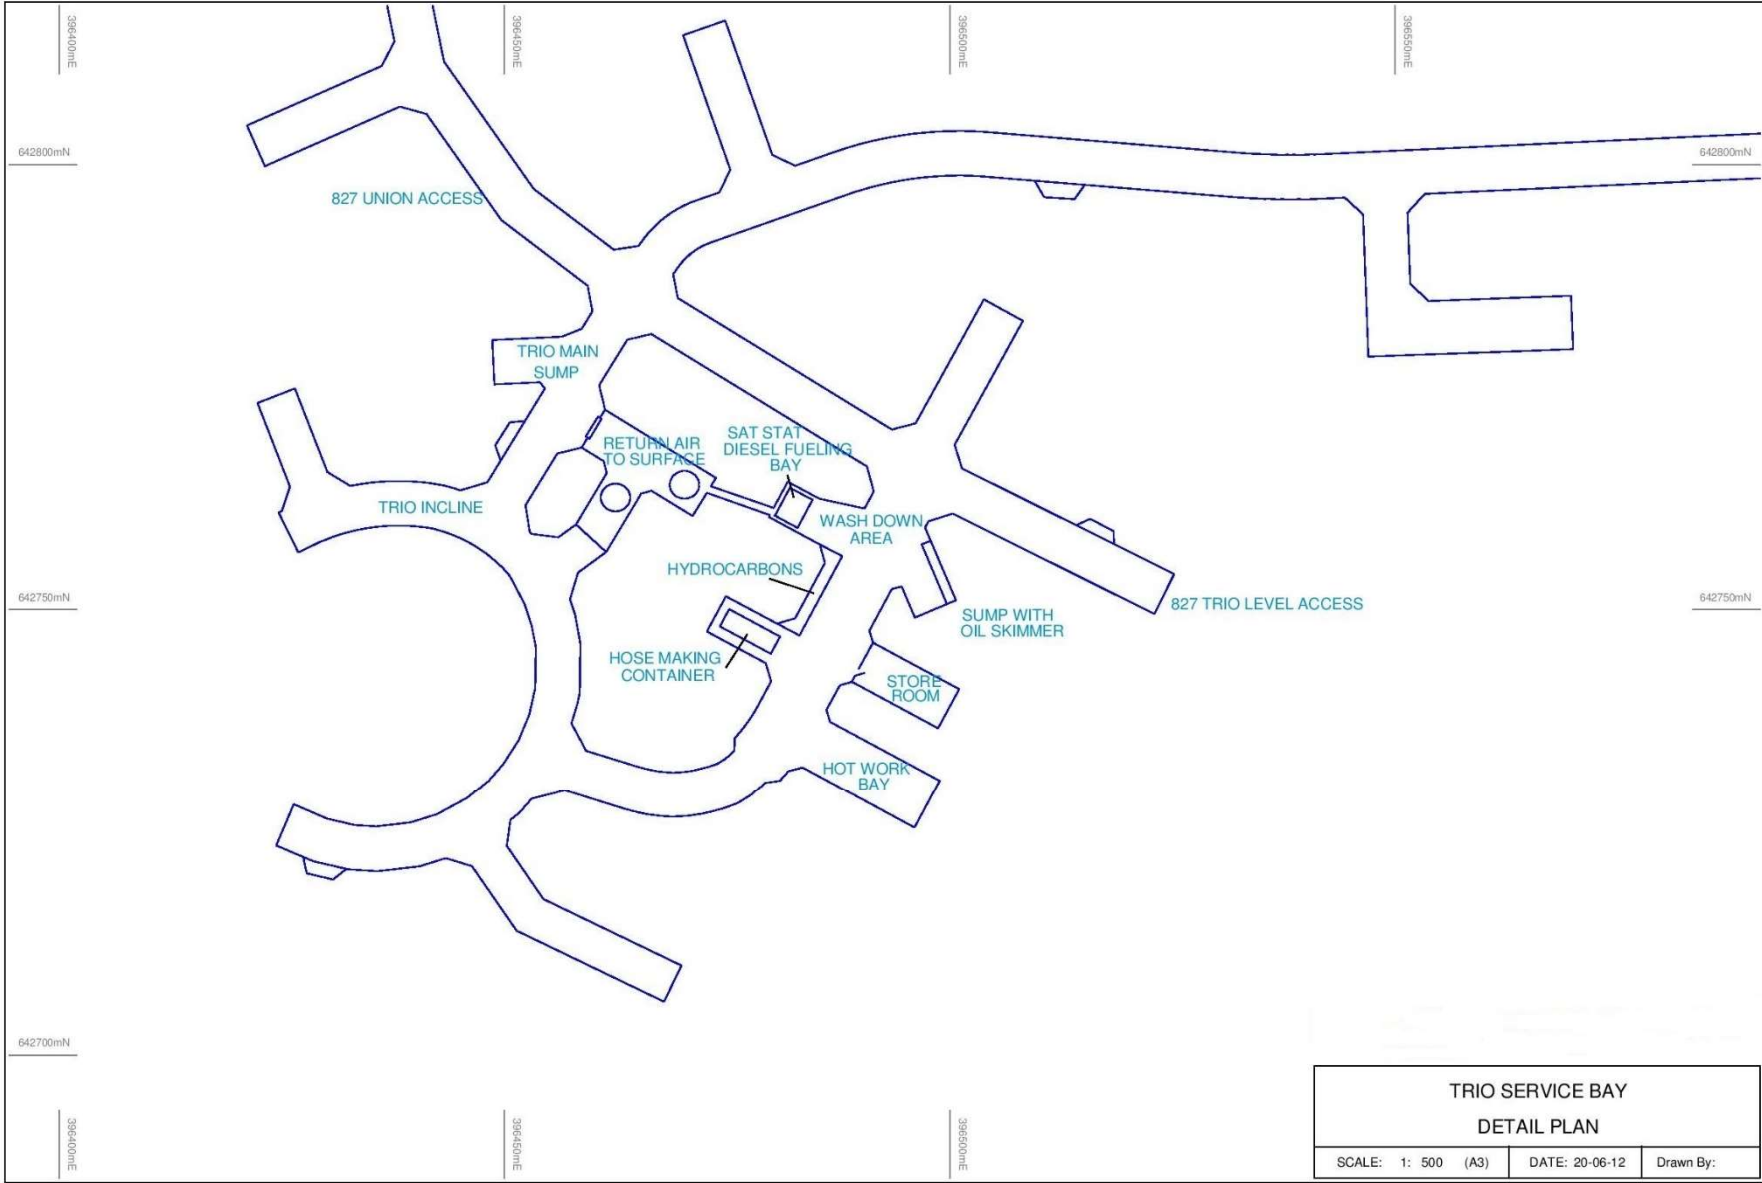 396400mE
396450mE
396500mE
396550mE
642800mN
642800mN
827 UNION ACCESS
TRIO MAIN
SUMP
RETURN AIR
TO SURFACE
SAT STAT
DIESEL FUELING
BAY
TRIO INCLINE
WASH DOWN
AREA
HYDROCARBONS
642750mN
642750mN
827 TRIO LEVEL ACCESS
SUMP WITH
OIL SKIMMER
HOSE MAKING
CONTAINER
STORE
ROOM
HOT WORK
BAY
642700mN
396400mE
396450mE
396500mE
TRIO SERVICE BAY
DETAIL PLAN
SCALE: 1: 500 (A3)
DATE: 20-06-12
Drawn By: